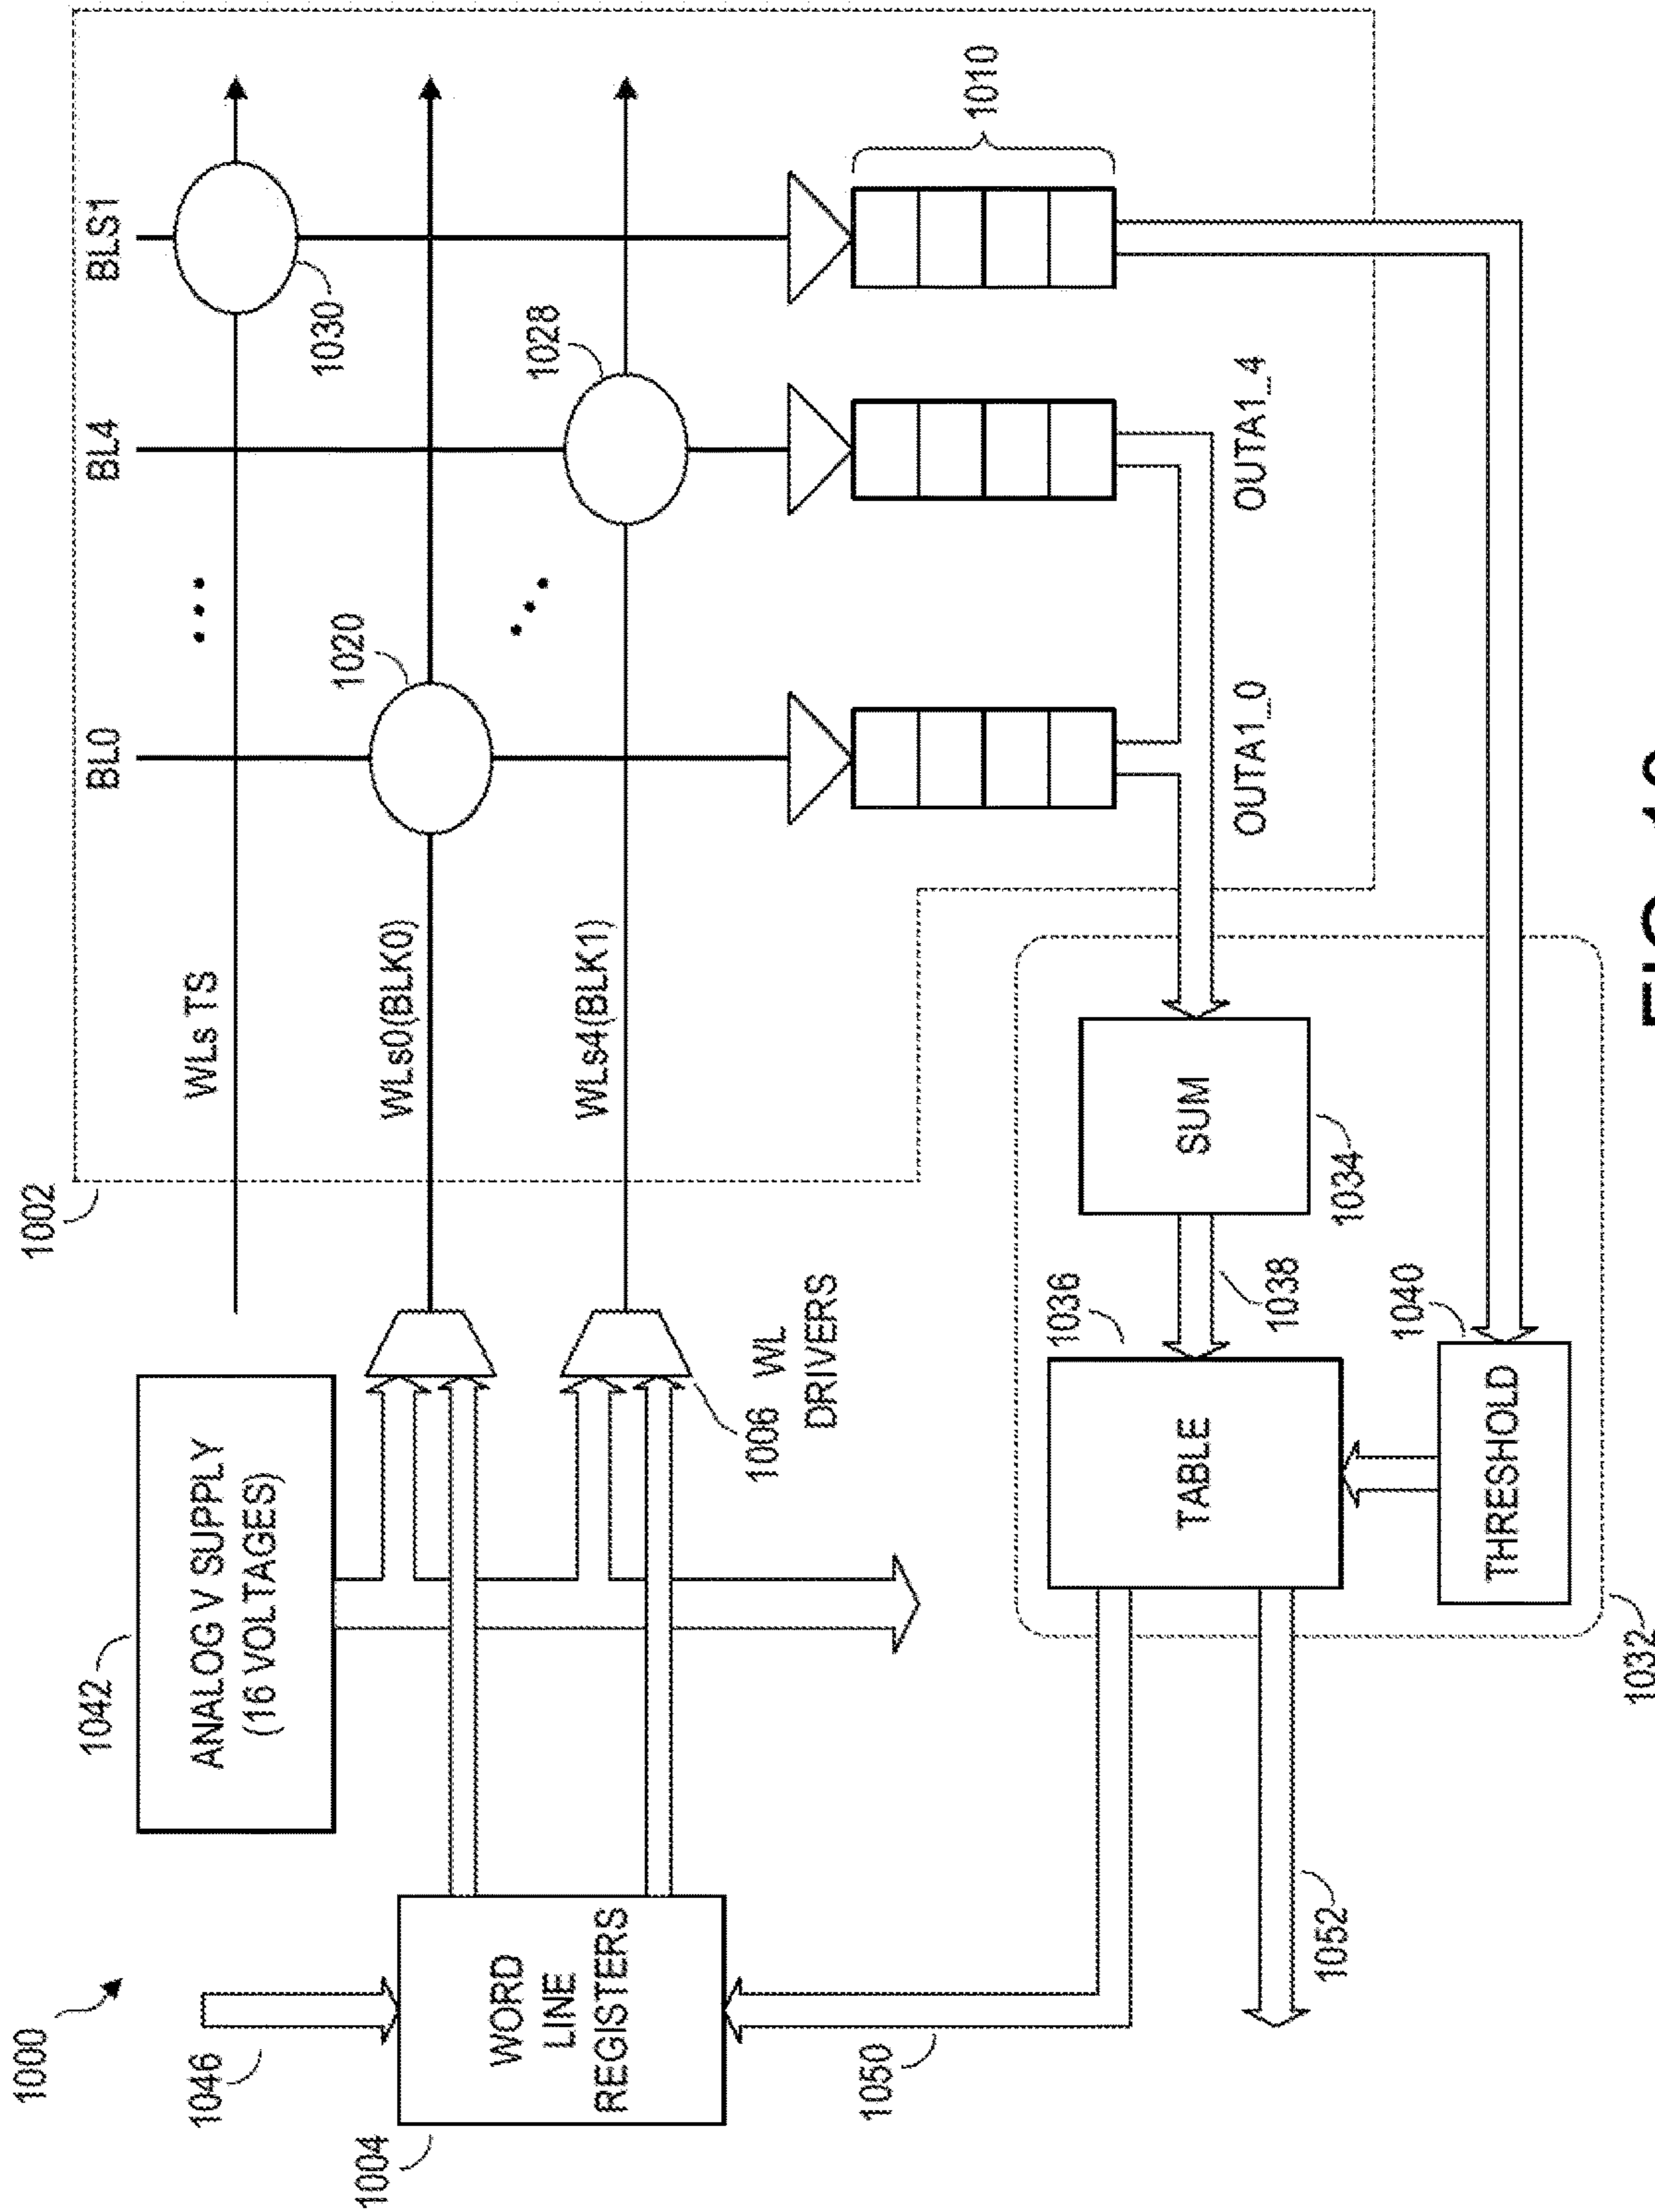 1000
1002
1042
ANALOG V SUPPLY
(16 VOLTAGES)
1046
1004
WORD
LINE
REGISTERS
1006 WL
DRIVERS
WLs TS
WLs0(BLK0)
WLs4(BLK1)
BL0
BL4
BLS1
1020
1028
1030
1010
OUTA1_0
OUTA1_4
SUM
1034
1038
1036
TABLE
1040
THRESHOLD
1032
1050
1052